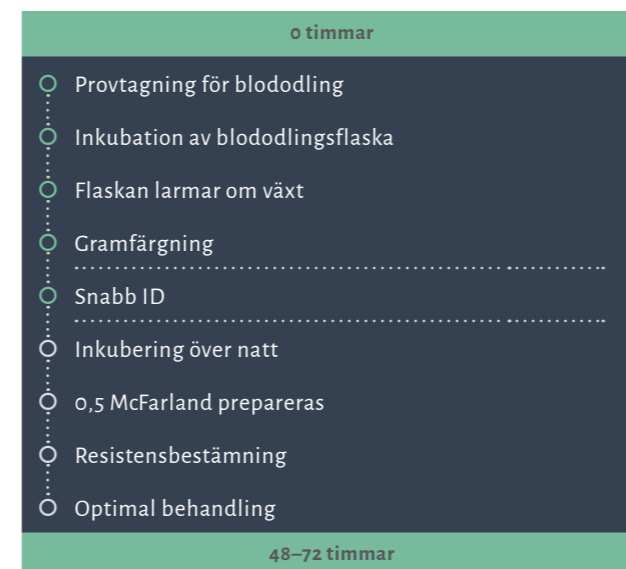 0 timmar
Provtagning för blododling
Inkubation av blododlingsflaska
Flaskan larmar om växt
Gramfärgning
Snabb ID
Inkubering över natt
0,5 McFarland prepareras
Resistensbestämning
Optimal behandling
48–72 timmar